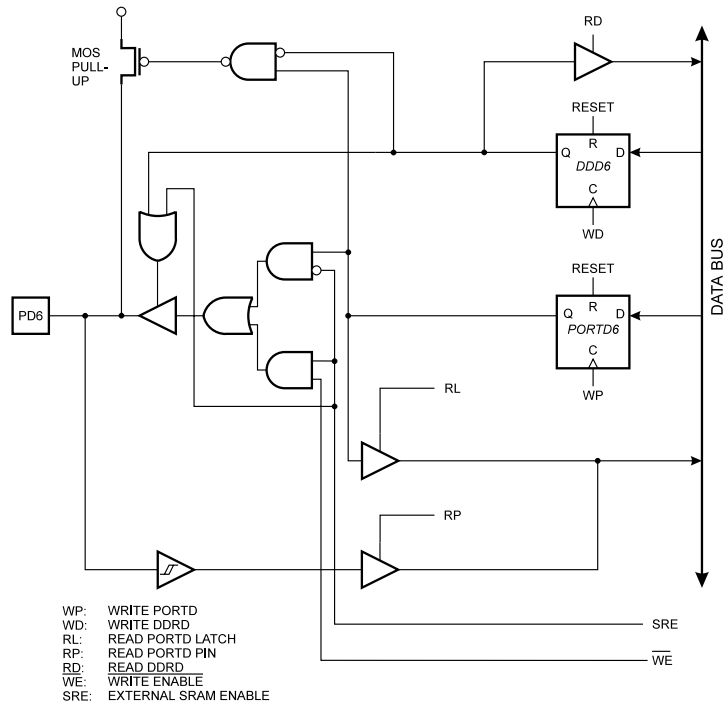 RD
MOS
PULL-
UP
RESET
R
Q
D
DDD6
C
WD
DATA BUS
RESET
R
Q
D
PORTD6
C
WP
PD6
RL
RP
WP: WRITE PORTD
WD: WRITE DDRD
RL: READ PORTD LATCH
RP: READ PORTD PIN
RD: READ DDRD
WE: WRITE ENABLE
SRE: EXTERNAL SRAM ENABLE
SRE
WE